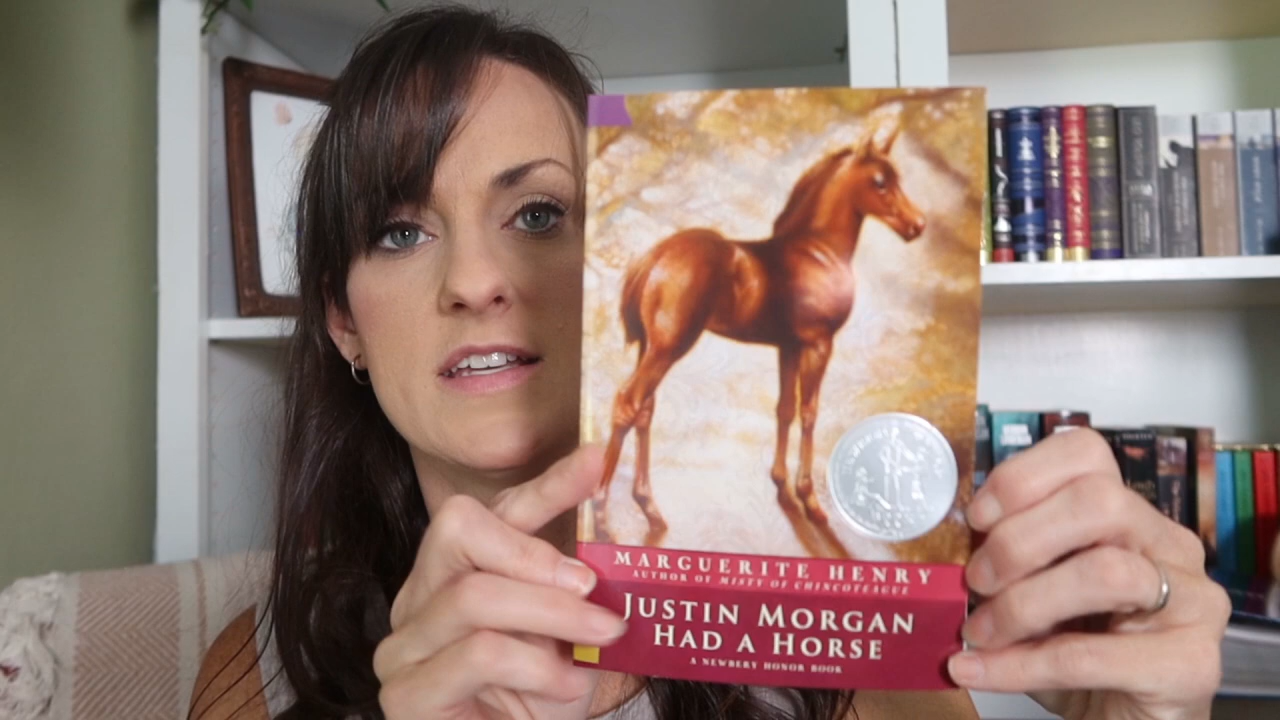 MARGUERITE HENRY
AUTHOR OF MISTY OF CHINCOTEAGUE
JUSTIN MORGAN
HAD A HORSE
A NEWBERY HONOR BOOK